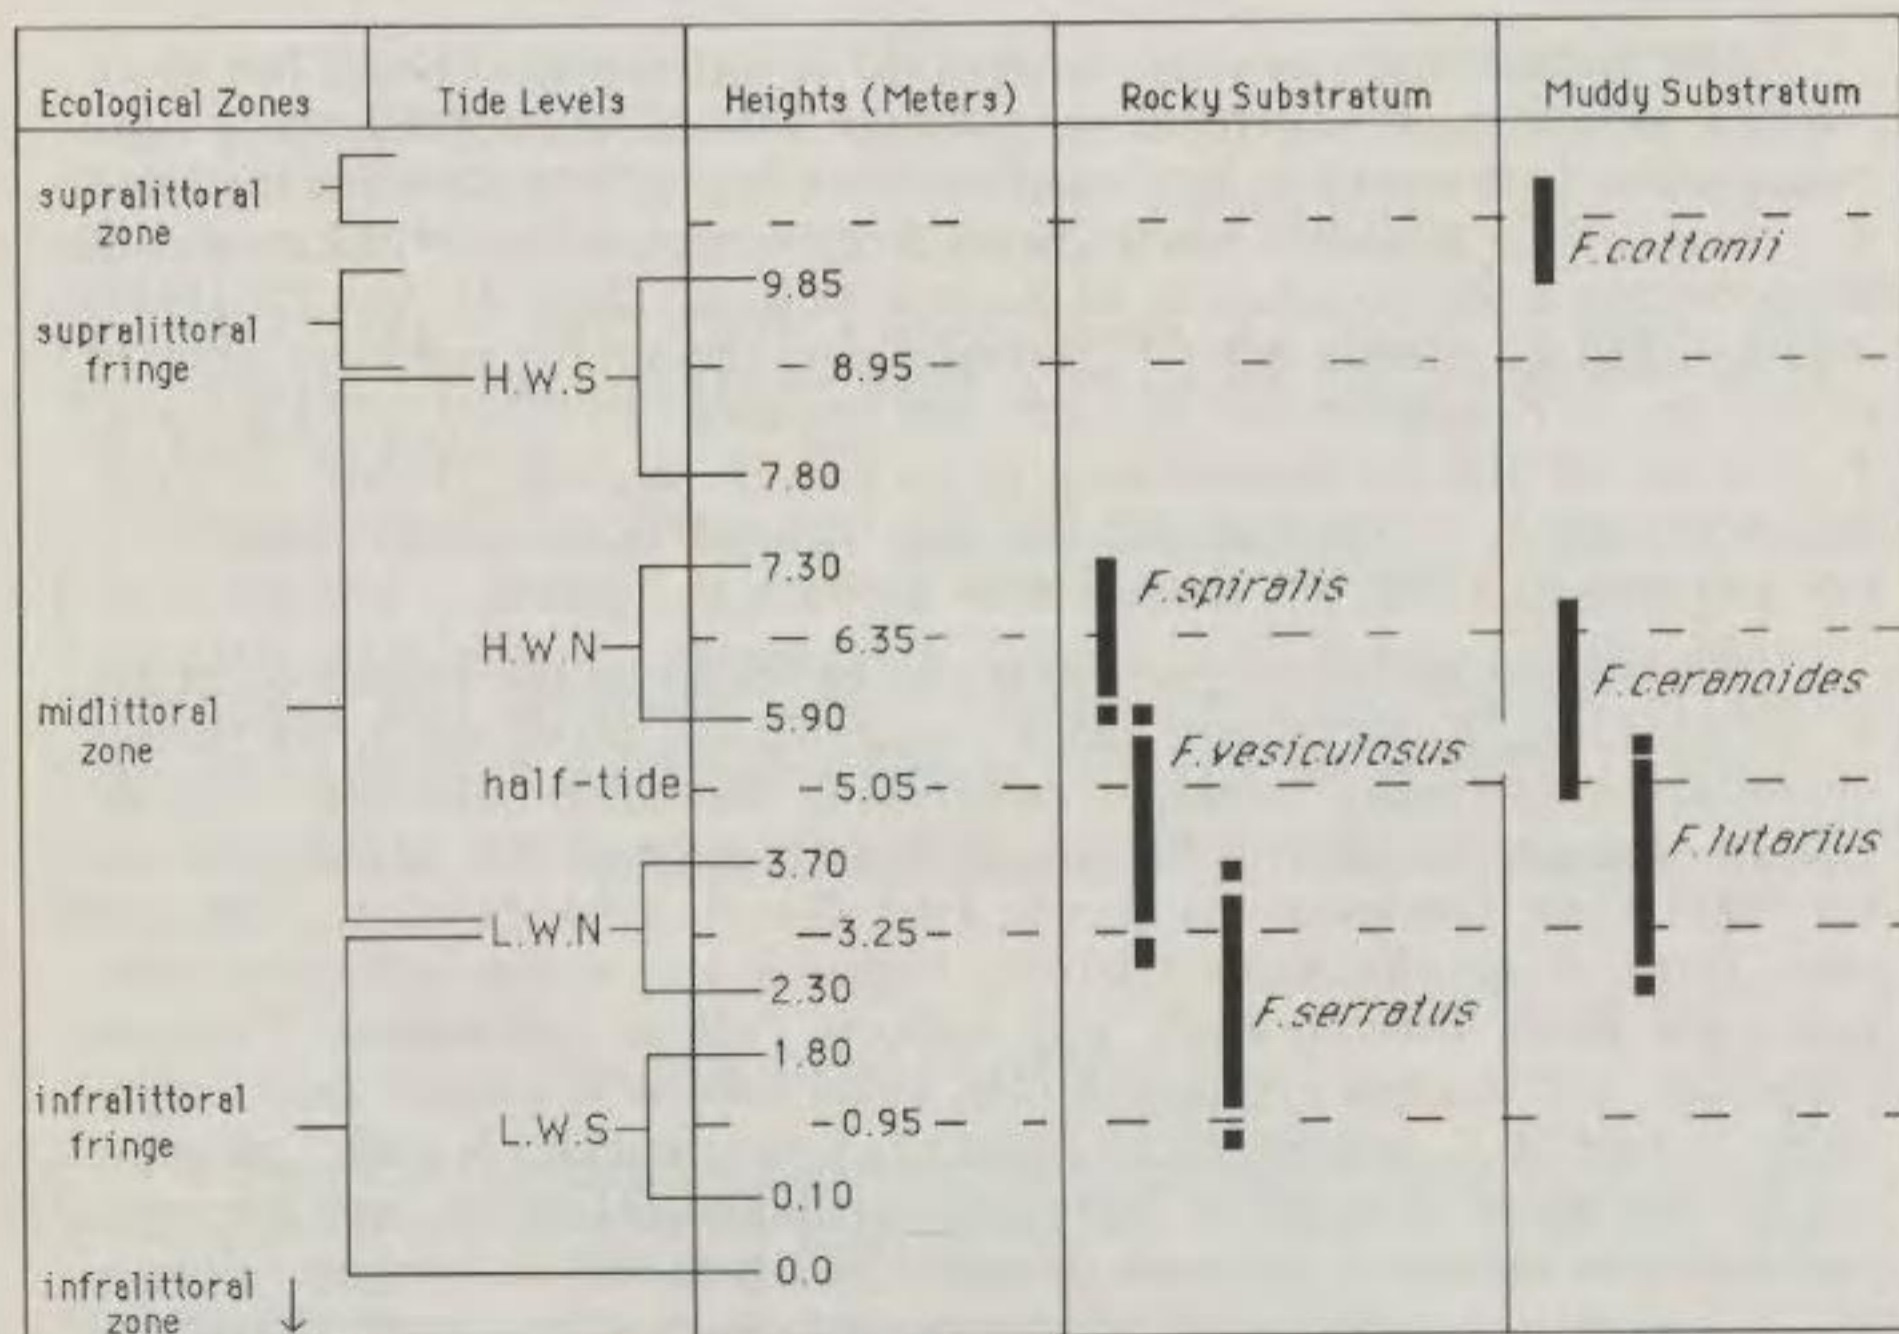 Ecological Zones
Tide Levels
Heights (Meters)
Rocky Substratum
Muddy Substratum
supralittoral
zone
F.cottonii
9.85
supralittoral
fringe
H.W.S
8.95
7.80
7.30
F.spiralis
H.W.N
6.35
F.ceranoides
midlittoral
zone
5.90
F.vesiculosus
half-tide
5.05
F.lutarius
3.70
L.W.N
3.25
2.30
F.serratus
1.80
infralittoral
fringe
L.W.S
0.95
0.10
0.0
infralittoral
zone